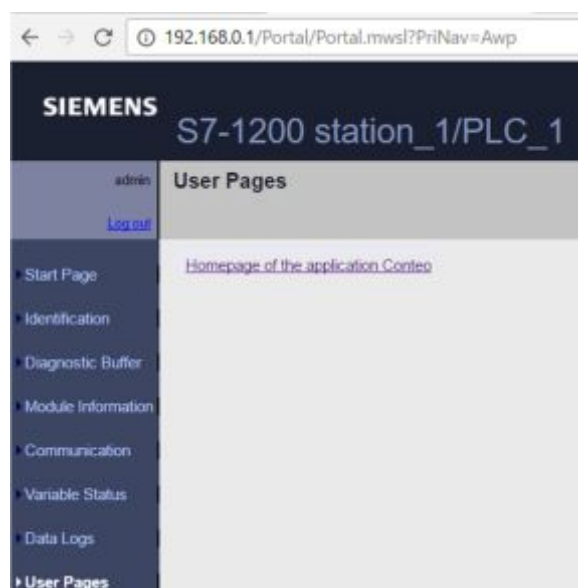 192.168.0.1/Portal/Portal.mwsl?PriNav=Awp
SIEMENS
S7-1200 station_1/PLC_1
admin
Log out
User Pages
Homepage of the application Conteo
Start Page
Identification
Diagnostic Buffer
Module Information
Communication
Variable Status
Data Logs
User Pages